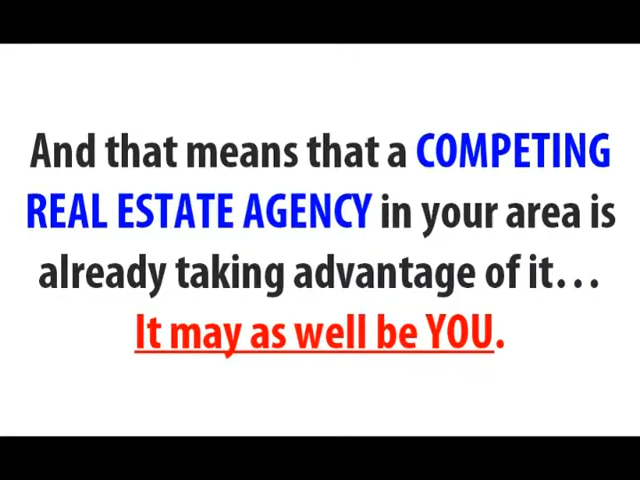 And that means that a COMPETING
REAL ESTATE AGENCY in your area is
already taking advantage of it...
It may as well be YOU.